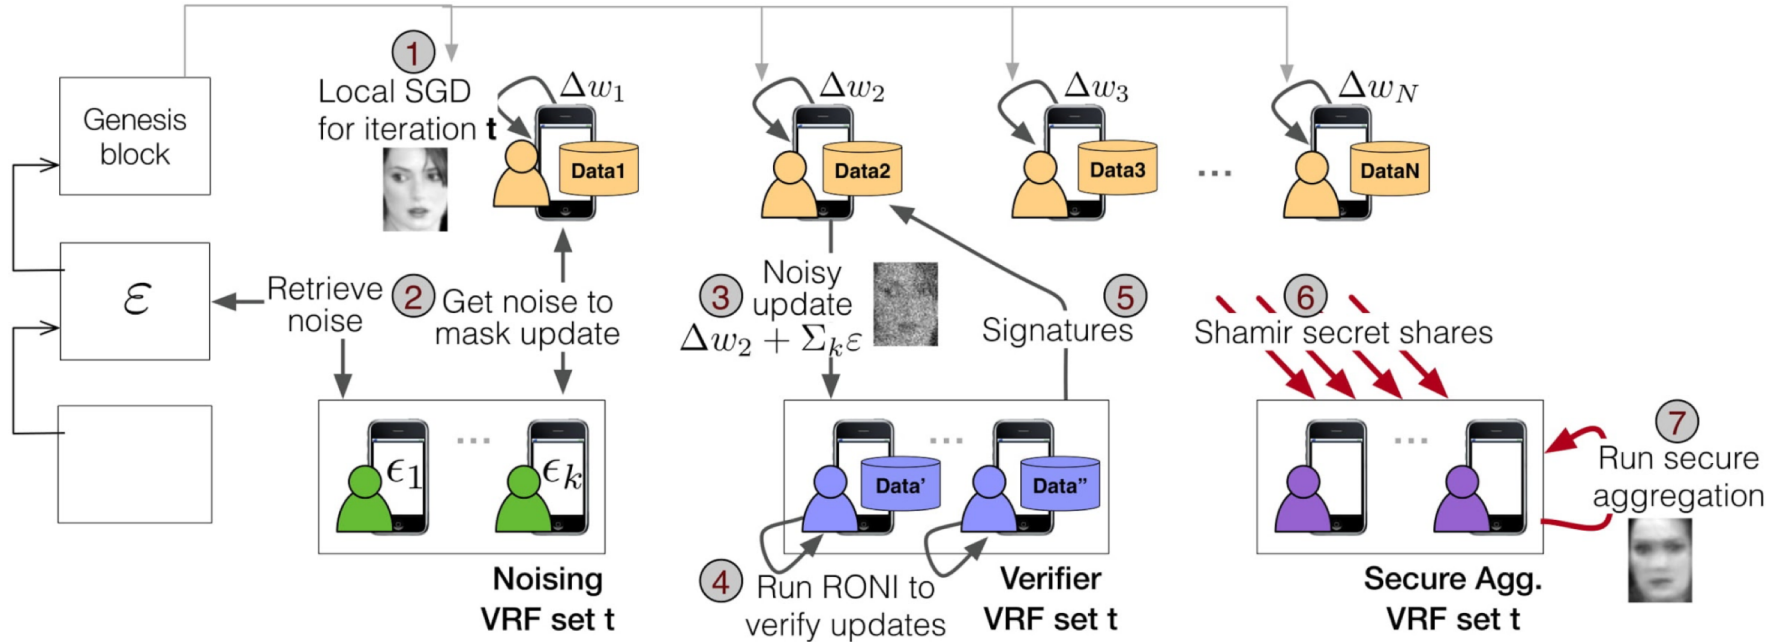 Genesis
block
ε
1
Local SGD
for iteration t
Δw₁
Data1
Δw₂
Data2
Δw₃
Data3
...
Δw_N
DataN
Retrieve
noise
2
Get noise to
mask update
3
Noisy
update
Δw₂ + Σₖε
5
Signatures
6
Shamir secret shares
ϵ₁
...
ϵₖ
Noising
VRF set t
Data'
...
Data''
4
Run RONI to
verify updates
Verifier
VRF set t
...
Secure Agg.
VRF set t
7
Run secure
aggregation